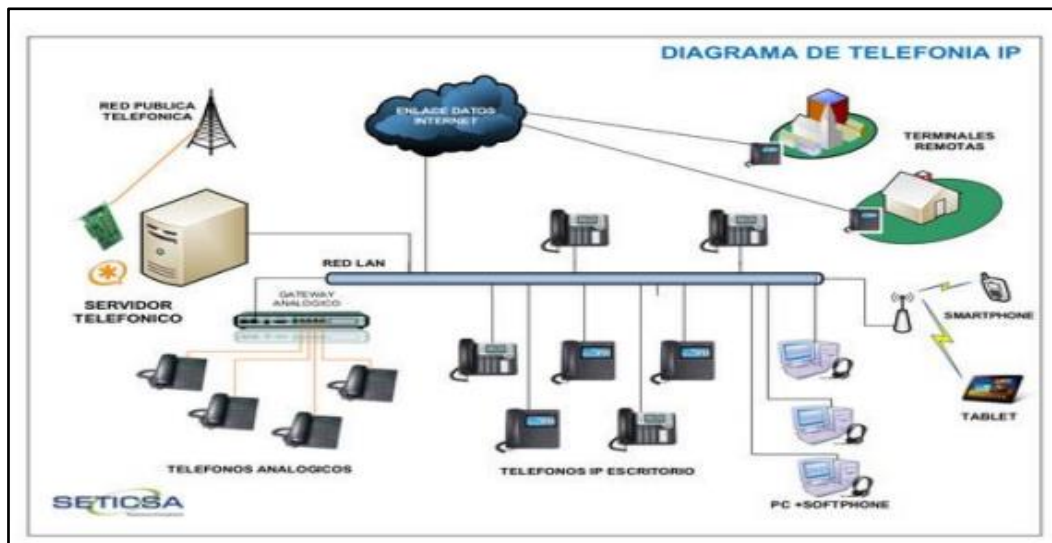 DIAGRAMA DE TELEFONIA IP
RED PUBLICA
TELEFONICA
ENLACE DATOS
INTERNET
TERMINALES
REMOTAS
RED LAN
GATEWAY
ANALOGICO
SERVIDOR
TELEFONICO
SMARTPHONE
TABLET
TELEFONOS ANALOGICOS
TELEFONOS IP ESCRITORIO
PC +SOFTPHONE
SETICSA